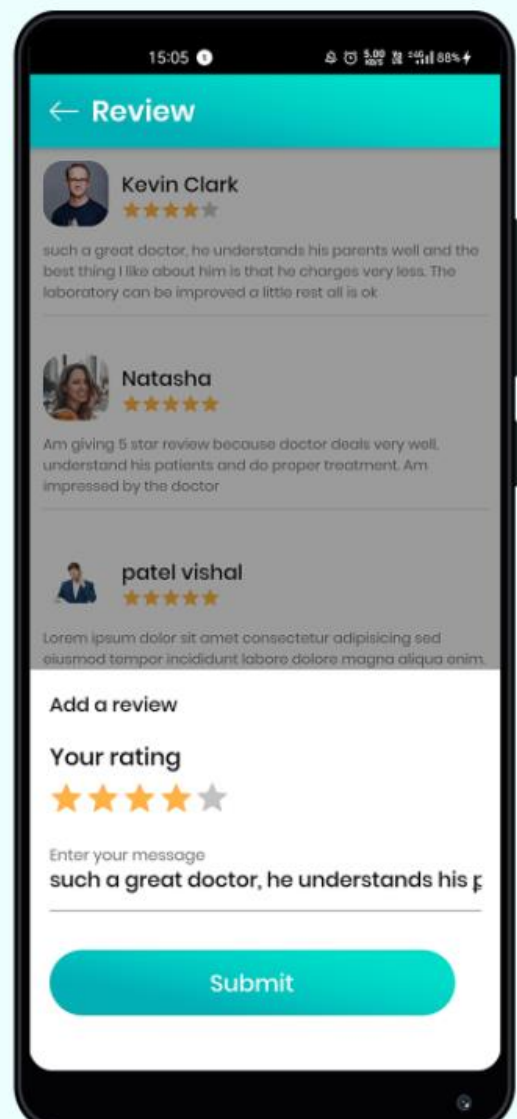 15:05
5.00 KB/S
88%
← Review
Kevin Clark
such a great doctor, he understands his parents well and the
best thing I like about him is that he charges very less. The
laboratory can be improved a little rest all is ok
Natasha
Am giving 5 star review because doctor deals very well,
understand his patients and do proper treatment. Am
impressed by the doctor
patel vishal
Lorem ipsum dolor sit amet consectetur adipisicing sed
eiusmod tempor incididunt labore dolore magna aliqua enim.
Add a review
Your rating
Enter your message
such a great doctor, he understands his p
Submit